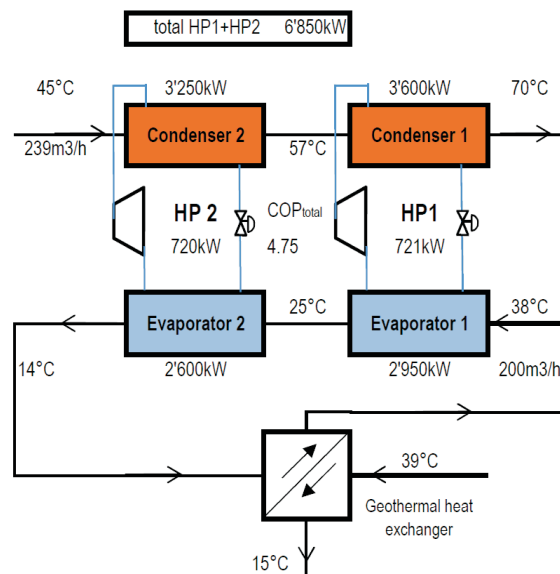 total HP1+HP2 6'850kW
45°C 3'250kW 3'600kW 70°C
Condenser 2 Condenser 1
239m3/h 57°C
HP 2 COPtotal HP1
720kW 4.75 721kW
25°C 38°C
Evaporator 2 Evaporator 1
14°C 2'600kW 2'950kW 200m3/h
39°C
Geothermal heat
exchanger
15°C